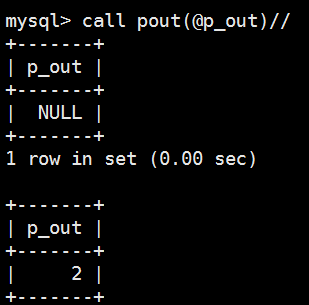 mysql> call pout(@p_out)//
+-------+
| p_out |
+-------+
|  NULL |
+-------+
1 row in set (0.00 sec)

+-------+
| p_out |
+-------+
|     2 |
+-------+